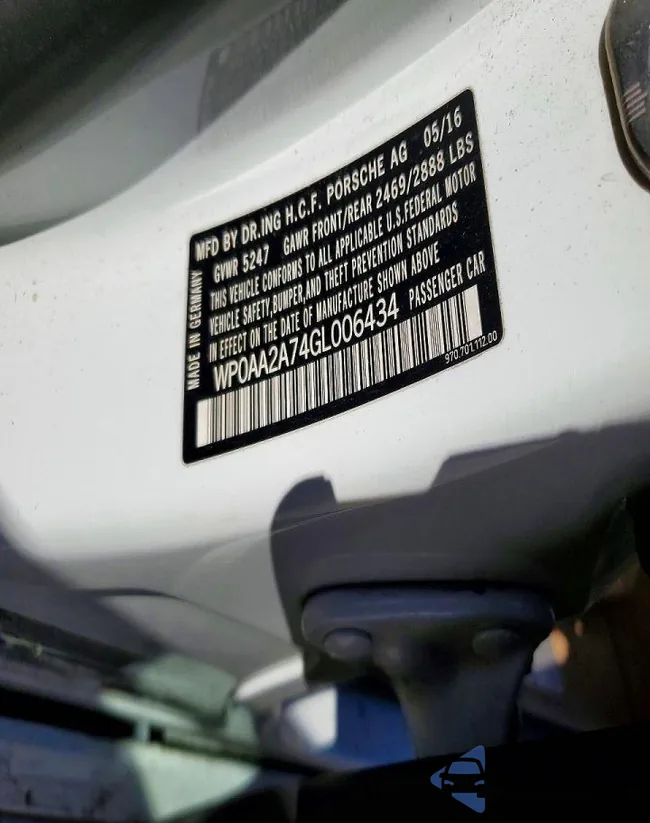 MFD BY DR.ING H.C.F. PORSCHE AG 05/16
GVWR 5247 GAWR FRONT/REAR 2469/2888 LBS
THIS VEHICLE CONFORMS TO ALL APPLICABLE U.S.FEDERAL MOTOR
VEHICLE SAFETY,BUMPER,AND THEFT PREVENTION STANDARDS
IN EFFECT ON THE DATE OF MANUFACTURE SHOWN ABOVE
WP0AA2A74GL006434 PASSENGER CAR
970.701.112.00
MADE IN GERMANY